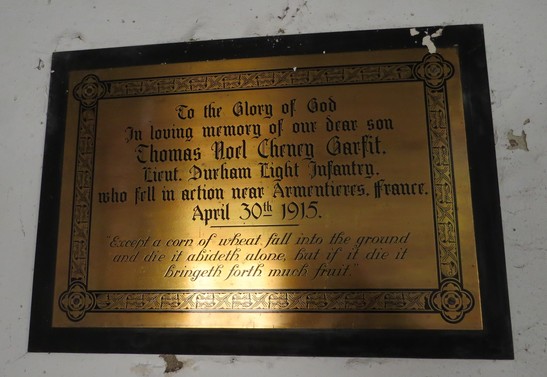 To the Glory of God
In loving memory of our dear son
Thomas Noel Cheney Garfit.
Lieut. Durham Light Infantry.
who fell in action near Armentieres, France.
April 30th 1915.
"Except a corn of wheat fall into the ground
and die it abideth alone, but if it die it
bringeth forth much fruit."